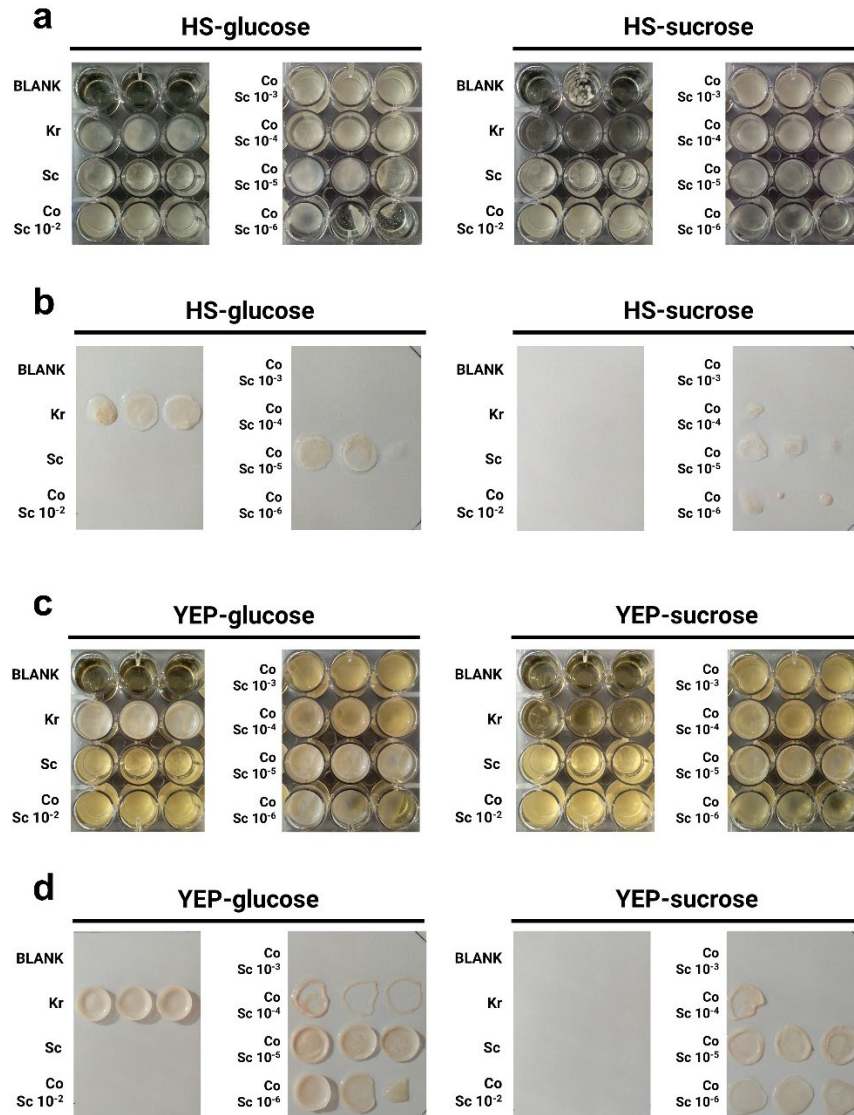 a
HS-glucose
HS-sucrose
BLANK
Kr
Sc
Co
Sc 10⁻²
Co
Sc 10⁻³
Co
Sc 10⁻⁴
Co
Sc 10⁻⁵
Co
Sc 10⁻⁶
BLANK
Kr
Sc
Co
Sc 10⁻²
Co
Sc 10⁻³
Co
Sc 10⁻⁴
Co
Sc 10⁻⁵
Co
Sc 10⁻⁶
b
HS-glucose
HS-sucrose
BLANK
Kr
Sc
Co
Sc 10⁻²
Co
Sc 10⁻³
Co
Sc 10⁻⁴
Co
Sc 10⁻⁵
Co
Sc 10⁻⁶
BLANK
Kr
Sc
Co
Sc 10⁻²
Co
Sc 10⁻³
Co
Sc 10⁻⁴
Co
Sc 10⁻⁵
Co
Sc 10⁻⁶
c
YEP-glucose
YEP-sucrose
BLANK
Kr
Sc
Co
Sc 10⁻²
Co
Sc 10⁻³
Co
Sc 10⁻⁴
Co
Sc 10⁻⁵
Co
Sc 10⁻⁶
BLANK
Kr
Sc
Co
Sc 10⁻²
Co
Sc 10⁻³
Co
Sc 10⁻⁴
Co
Sc 10⁻⁵
Co
Sc 10⁻⁶
d
YEP-glucose
YEP-sucrose
BLANK
Kr
Sc
Co
Sc 10⁻²
Co
Sc 10⁻³
Co
Sc 10⁻⁴
Co
Sc 10⁻⁵
Co
Sc 10⁻⁶
BLANK
Kr
Sc
Co
Sc 10⁻²
Co
Sc 10⁻³
Co
Sc 10⁻⁴
Co
Sc 10⁻⁵
Co
Sc 10⁻⁶